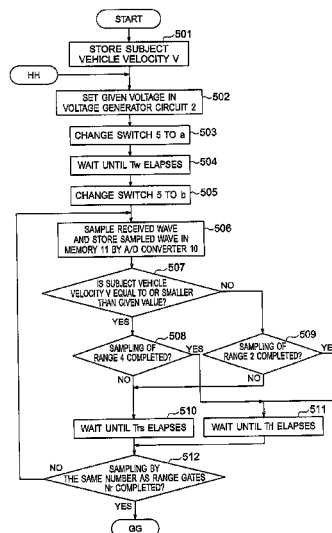 START
501
STORE SUBJECT
VEHICLE VELOCITY V
HH
SET GIVEN VOLTAGE IN
VOLTAGE GENERATOR CIRCUIT 2
502
CHANGE SWITCH 5 TO a
503
WAIT UNTIL Tw ELAPSES
504
CHANGE SWITCH 5 TO b
505
SAMPLE RECEIVED WAVE
AND STORE SAMPLED WAVE IN
MEMORY 11 BY A/D CONVERTER 10
506
507
IS SUBJECT VEHICLE
VELOCITY V EQUAL TO OR SMALLER
THAN GIVEN VALUE?
NO
YES
508
509
SAMPLING OF
RANGE 4 COMPLETED?
YES
SAMPLING OF
RANGE 2 COMPLETED?
YE
NO
NO
510
511
WAIT UNTIL Trs ELAPSES
WAIT UNTIL Trl ELAPSES
512
NO
SAMPLING BY
THE SAME NUMBER AS RANGE GATES
Nr COMPLETED?
YES
GG